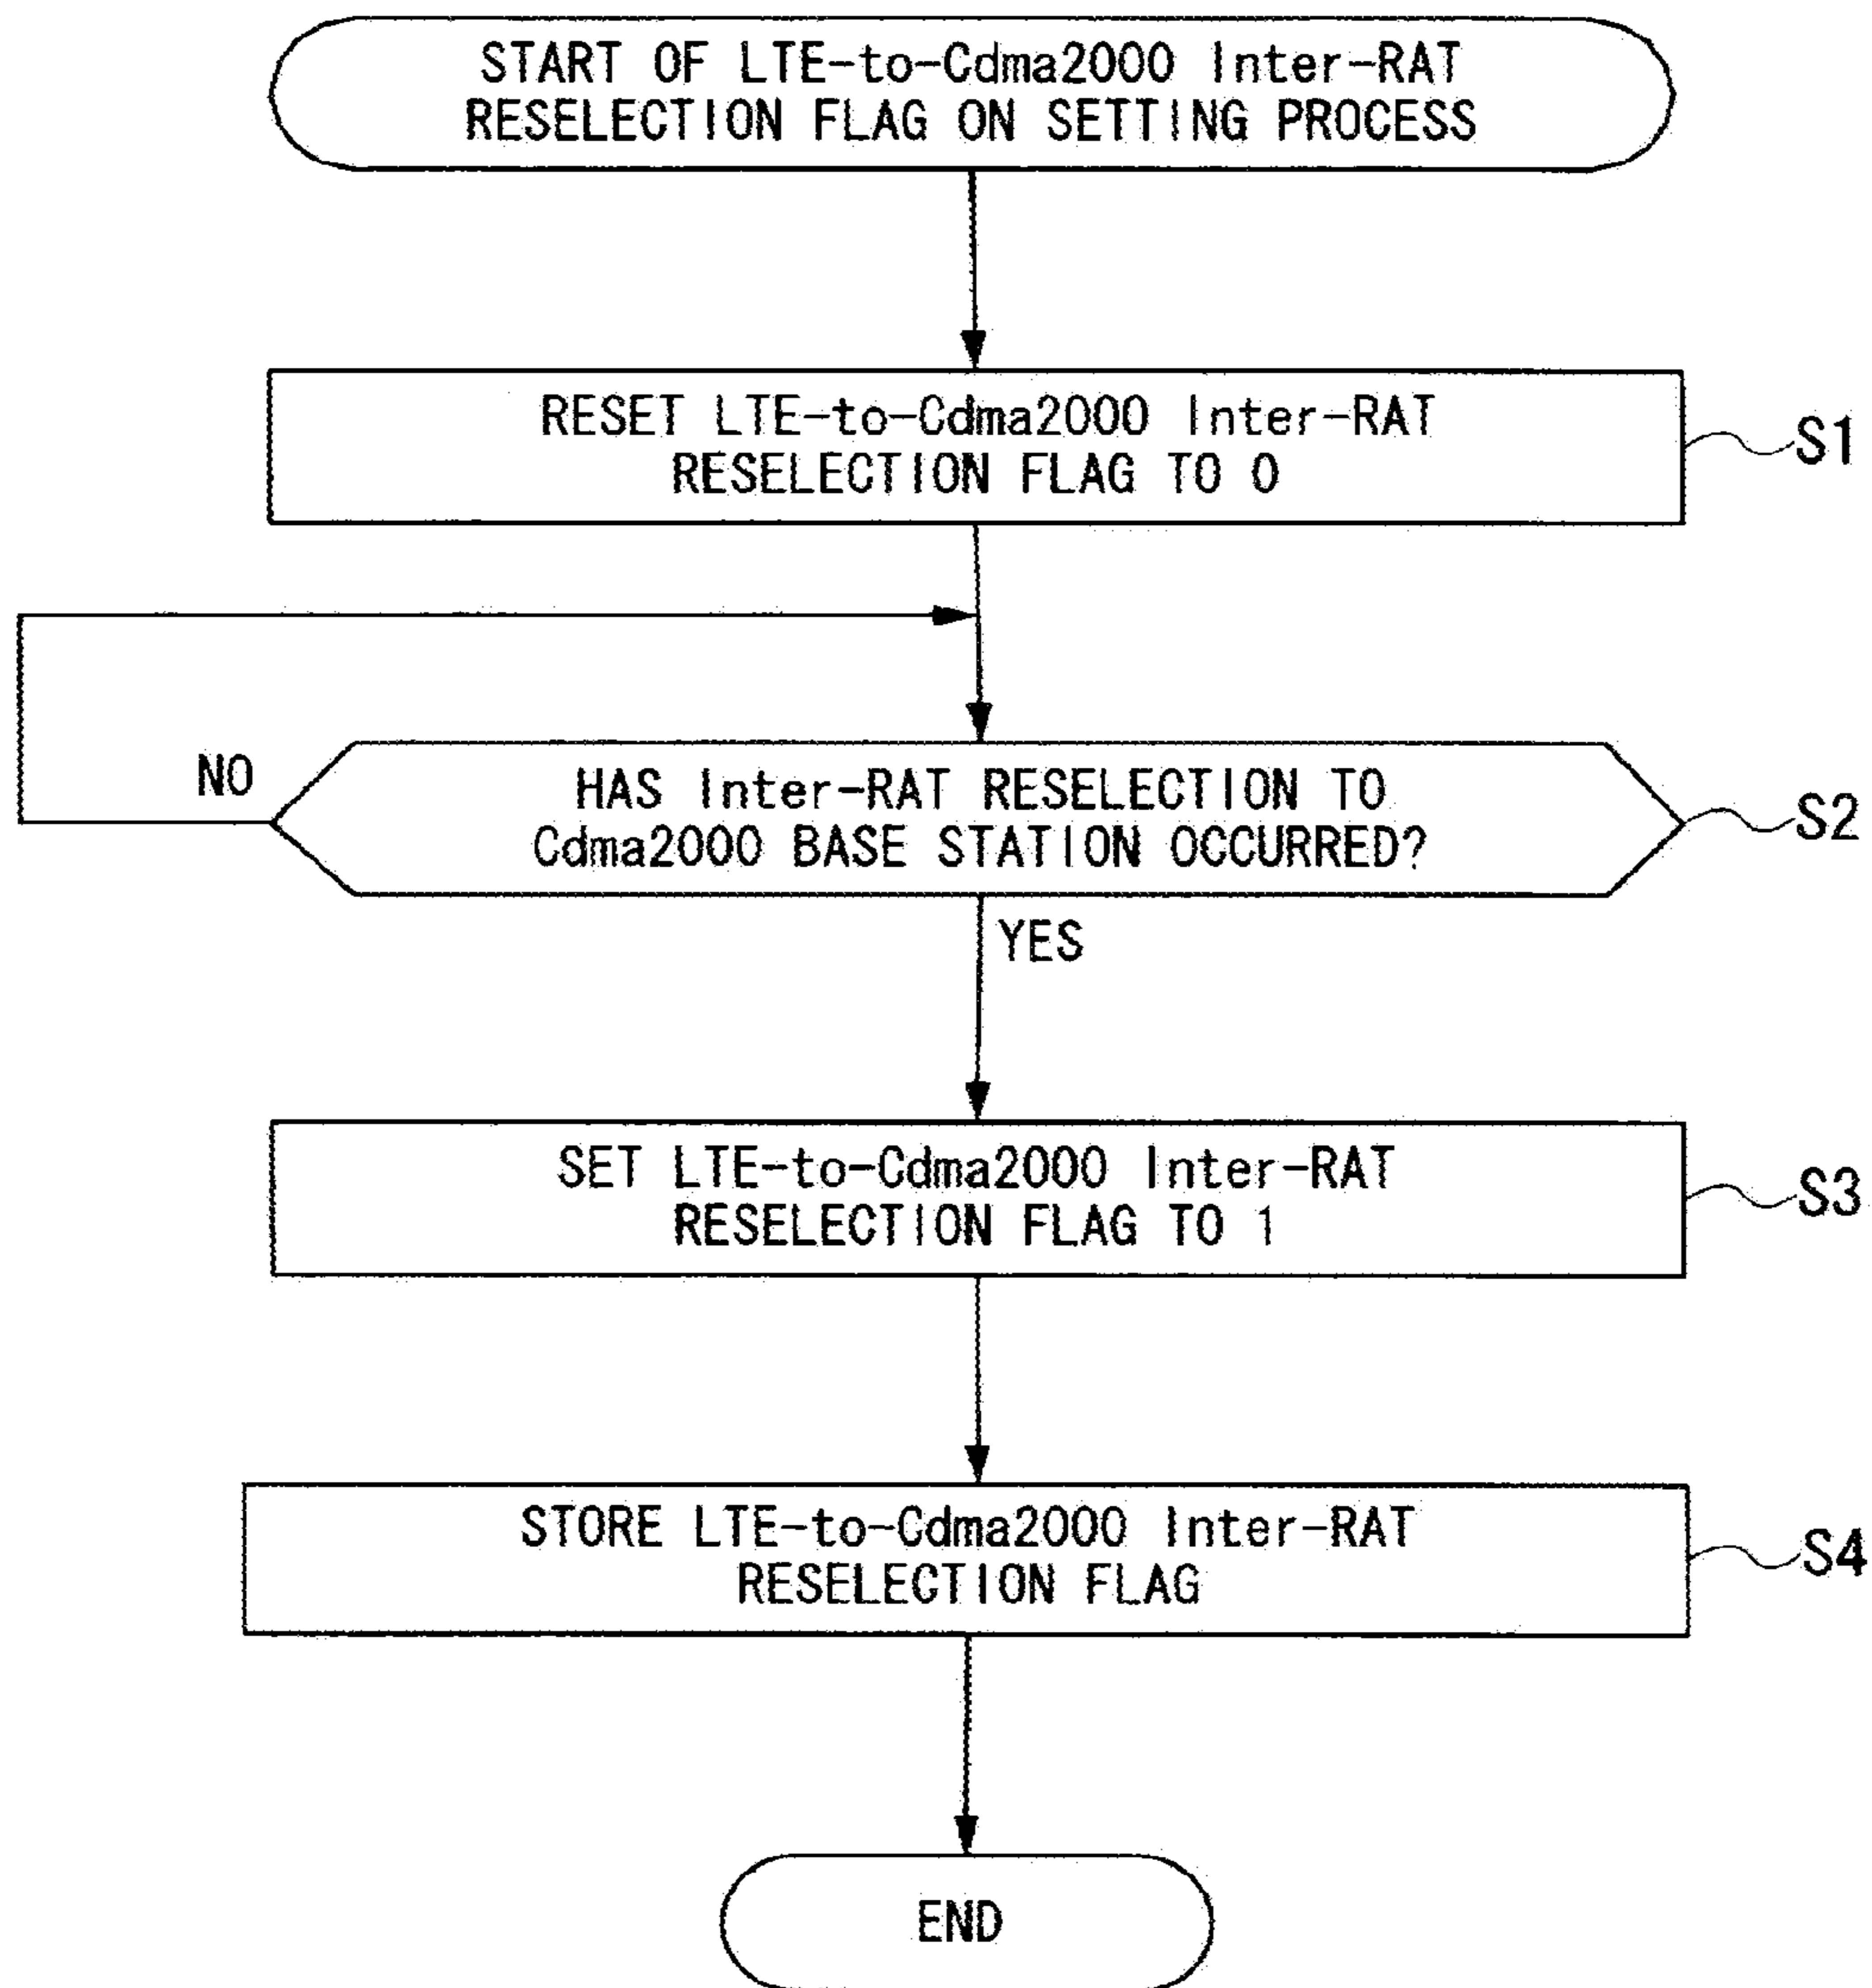 START OF LTE-to-Cdma2000 Inter-RAT
RESELECTION FLAG ON SETTING PROCESS
RESET LTE-to-Cdma2000 Inter-RAT
RESELECTION FLAG TO 0
S1
NO
HAS Inter-RAT RESELECTION TO
Cdma2000 BASE STATION OCCURRED?
S2
YES
SET LTE-to-Cdma2000 Inter-RAT
RESELECTION FLAG TO 1
S3
STORE LTE-to-Cdma2000 Inter-RAT
RESELECTION FLAG
S4
END